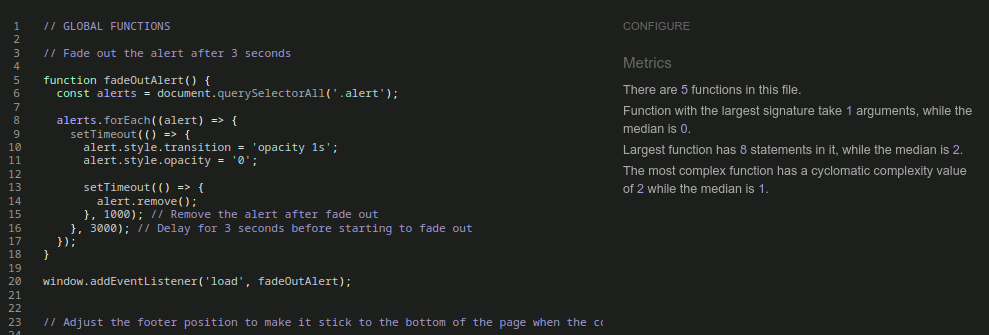 1 // GLOBAL FUNCTIONS
2
3 // Fade out the alert after 3 seconds
4
5 function fadeOutAlert() {
6 const alerts = document.querySelectorAll('.alert');
7
8 alerts.forEach((alert) => {
9 setTimeout(() => {
10 alert.style.transition = 'opacity 1s';
11 alert.style.opacity = '0';
12
13 setTimeout(() => {
14 alert.remove();
15 }, 1000); // Remove the alert after fade out
16 }, 3000); // Delay for 3 seconds before starting to fade out
17 });
18 }
19
20 window.addEventListener('load', fadeOutAlert);
21
22
23 // Adjust the footer position to make it stick to the bottom of the page when the
24
CONFIGURE
Metrics
There are 5 functions in this file.
Function with the largest signature take 1 arguments, while the
median is 0.
Largest function has 8 statements in it, while the median is 2.
The most complex function has a cyclomatic complexity value
of 2 while the median is 1.